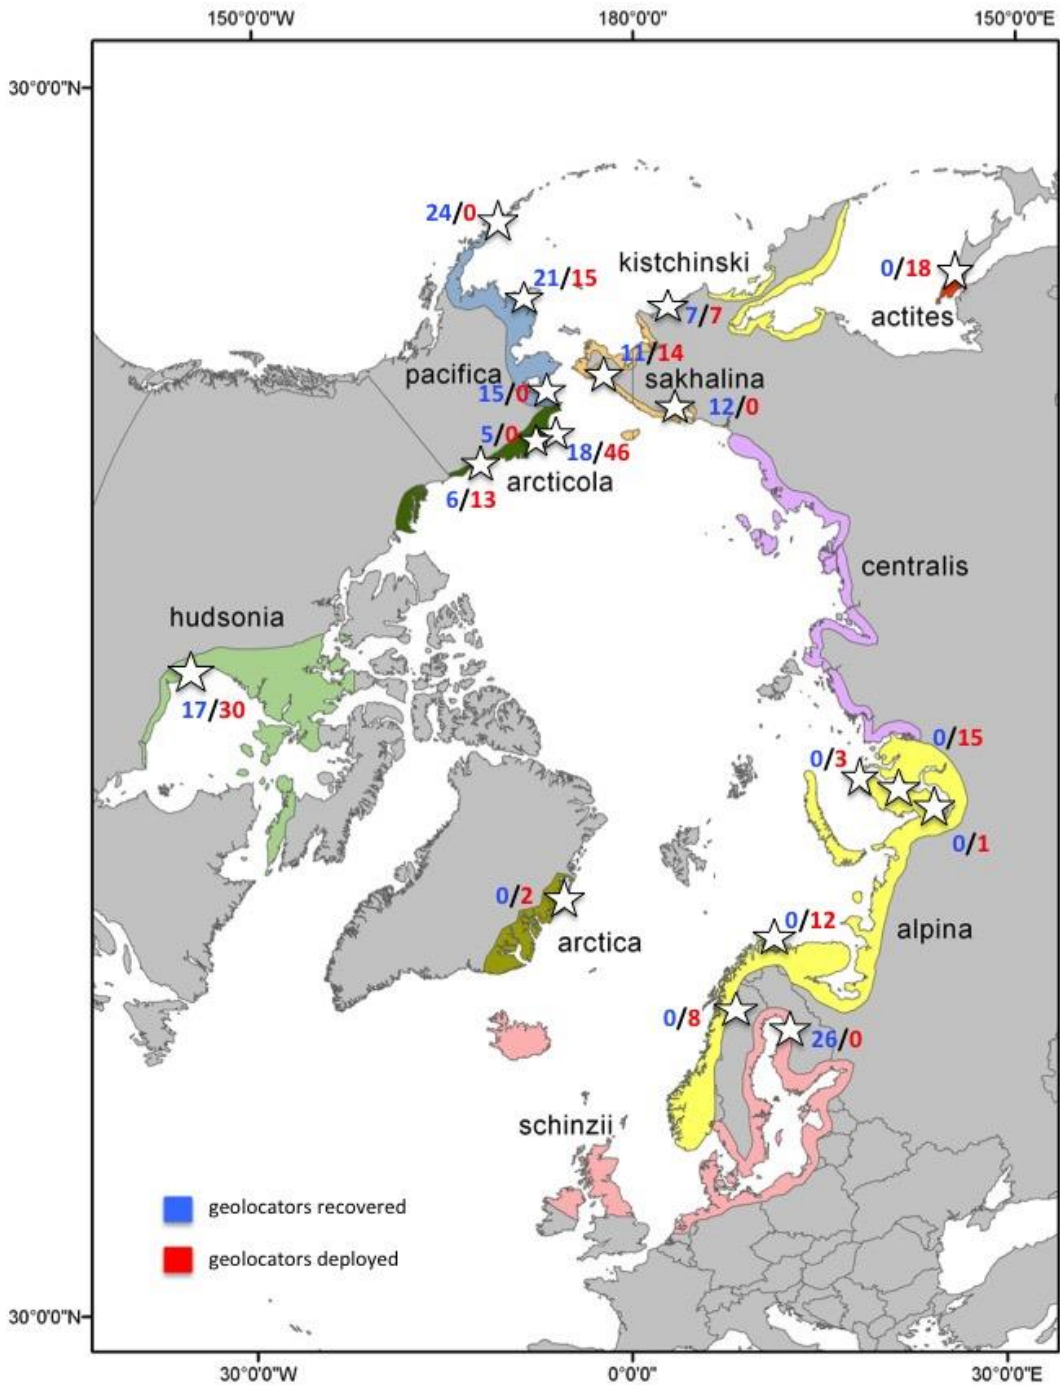 150°0'0"W 180°0'0" 150°0'0"E
30°0'0"N
24/0
kistchinski
0/18
21/15
7/7
actites
11/14
pacifica
sakhalina
15/0
12/0
5/0
18/46
arcticola
6/13
centralis
hudsonia
17/30
0/15
0/3
0/1
0/2
0/12
alpina
arctica
0/8
26/0
schinzii
geolocators recovered
geolocators deployed
30°0'0"N
30°0'0"W 0°0'0" 30°0'0"E